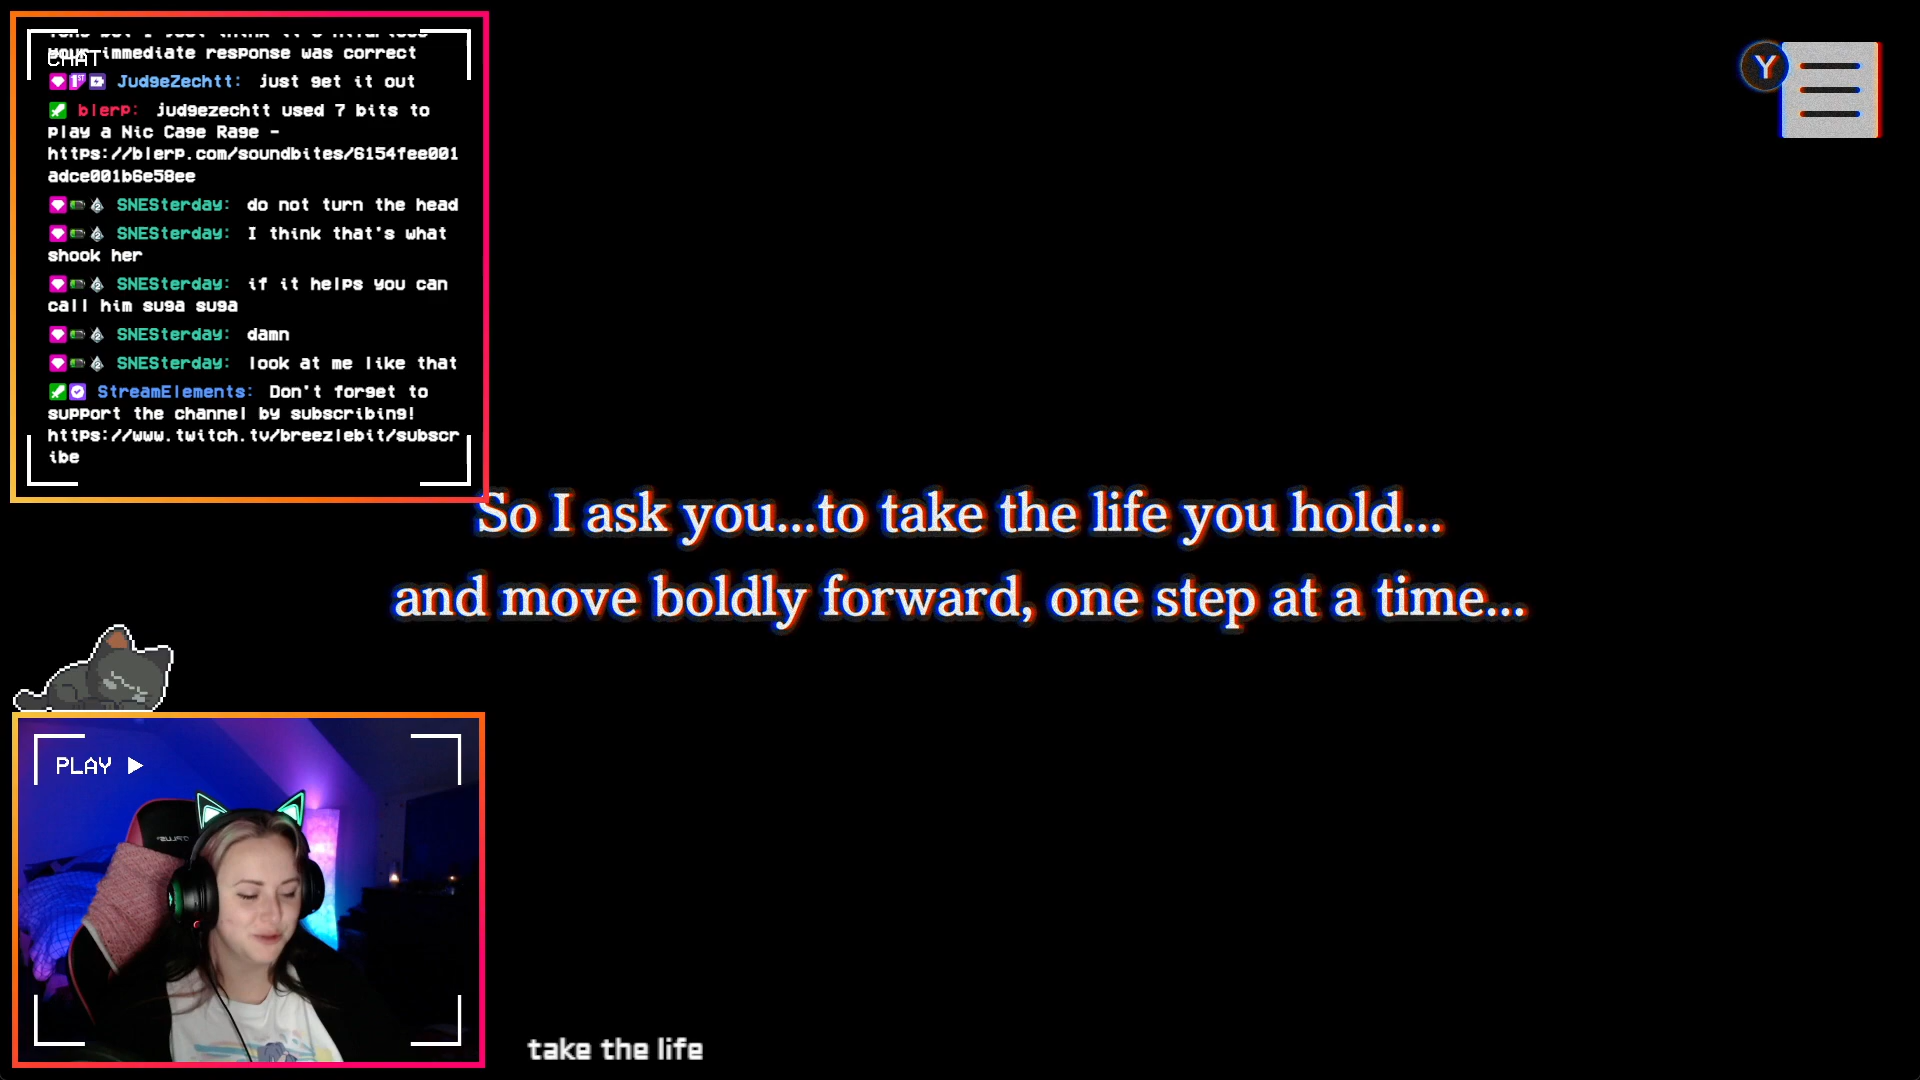 CHAT
your immediate response was correct
JudgeZechtt: just get it out
blerp: judgezechtt used 7 bits to
play a Nic Cage Rage -
https://blerp.com/soundbites/6154fee001
adce001b6e58ee
SNESterday: do not turn the head
SNESterday: I think that's what
shook her
SNESterday: if it helps you can
call him suga suga
SNESterday: damn
SNESterday: look at me like that
StreamElements: Don't forget to
support the channel by subscribing!
https://www.twitch.tv/breezlebit/subscr
ibe
Y
So I ask you...to take the life you hold...
and move boldly forward, one step at a time...
PLAY
take the life